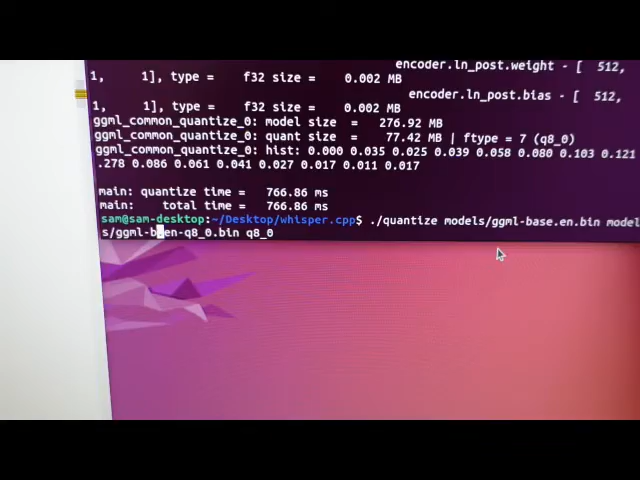 encoder.ln_post.weight - [ 512,
1, 1], type = f32 size = 0.002 MB
encoder.ln_post.bias - [ 512,
1, 1], type = f32 size = 0.002 MB
ggml_common_quantize_0: model size = 276.92 MB
ggml_common_quantize_0: quant size = 77.42 MB | ftype = 7 (q8_0)
ggml_common_quantize_0: hist: 0.000 0.035 0.025 0.039 0.058 0.080 0.103 0.121
.278 0.086 0.061 0.041 0.027 0.017 0.011 0.017
main: quantize time = 766.86 ms
main: total time = 766.86 ms
sam@sam-desktop:~/Desktop/whisper.cpp$ ./quantize models/ggml-base.en.bin model
s/ggml-b.en-q8_0.bin q8_0